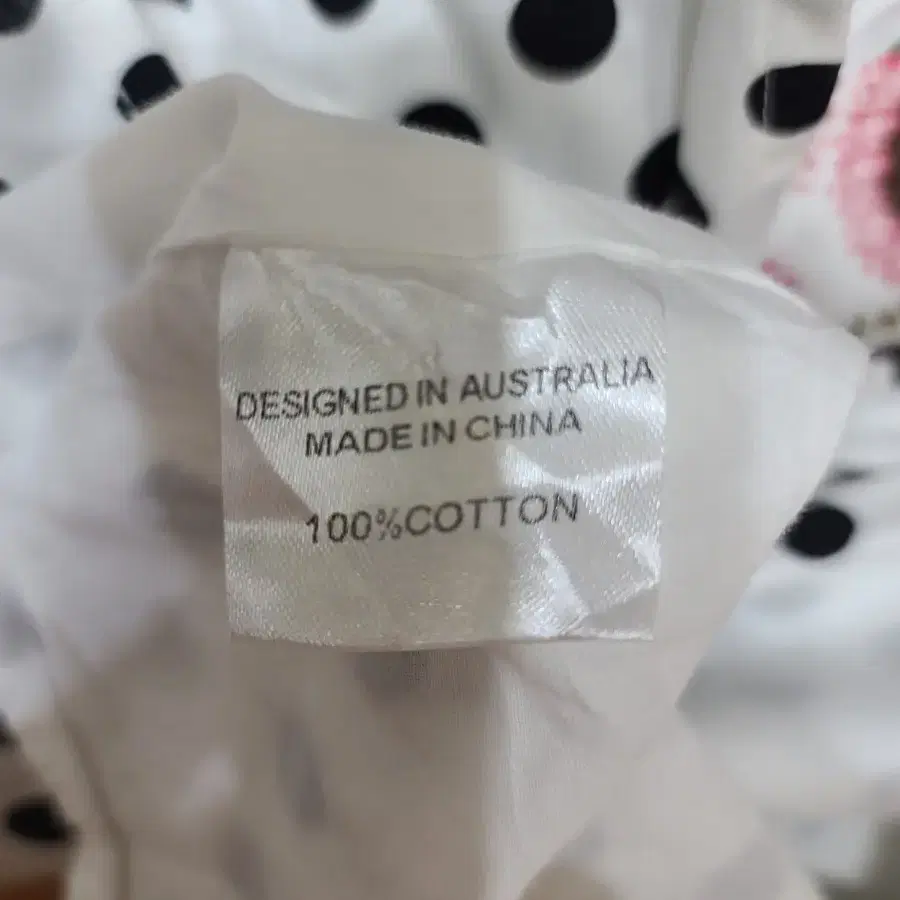 DESIGNED IN AUSTRALIA
MADE IN CHINA
100%COTTON